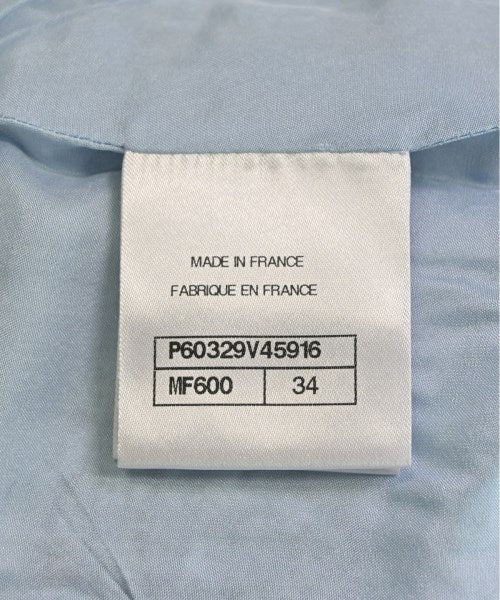 MADE IN FRANCE
FABRIQUE EN FRANCE
P60329V45916
MF600 34